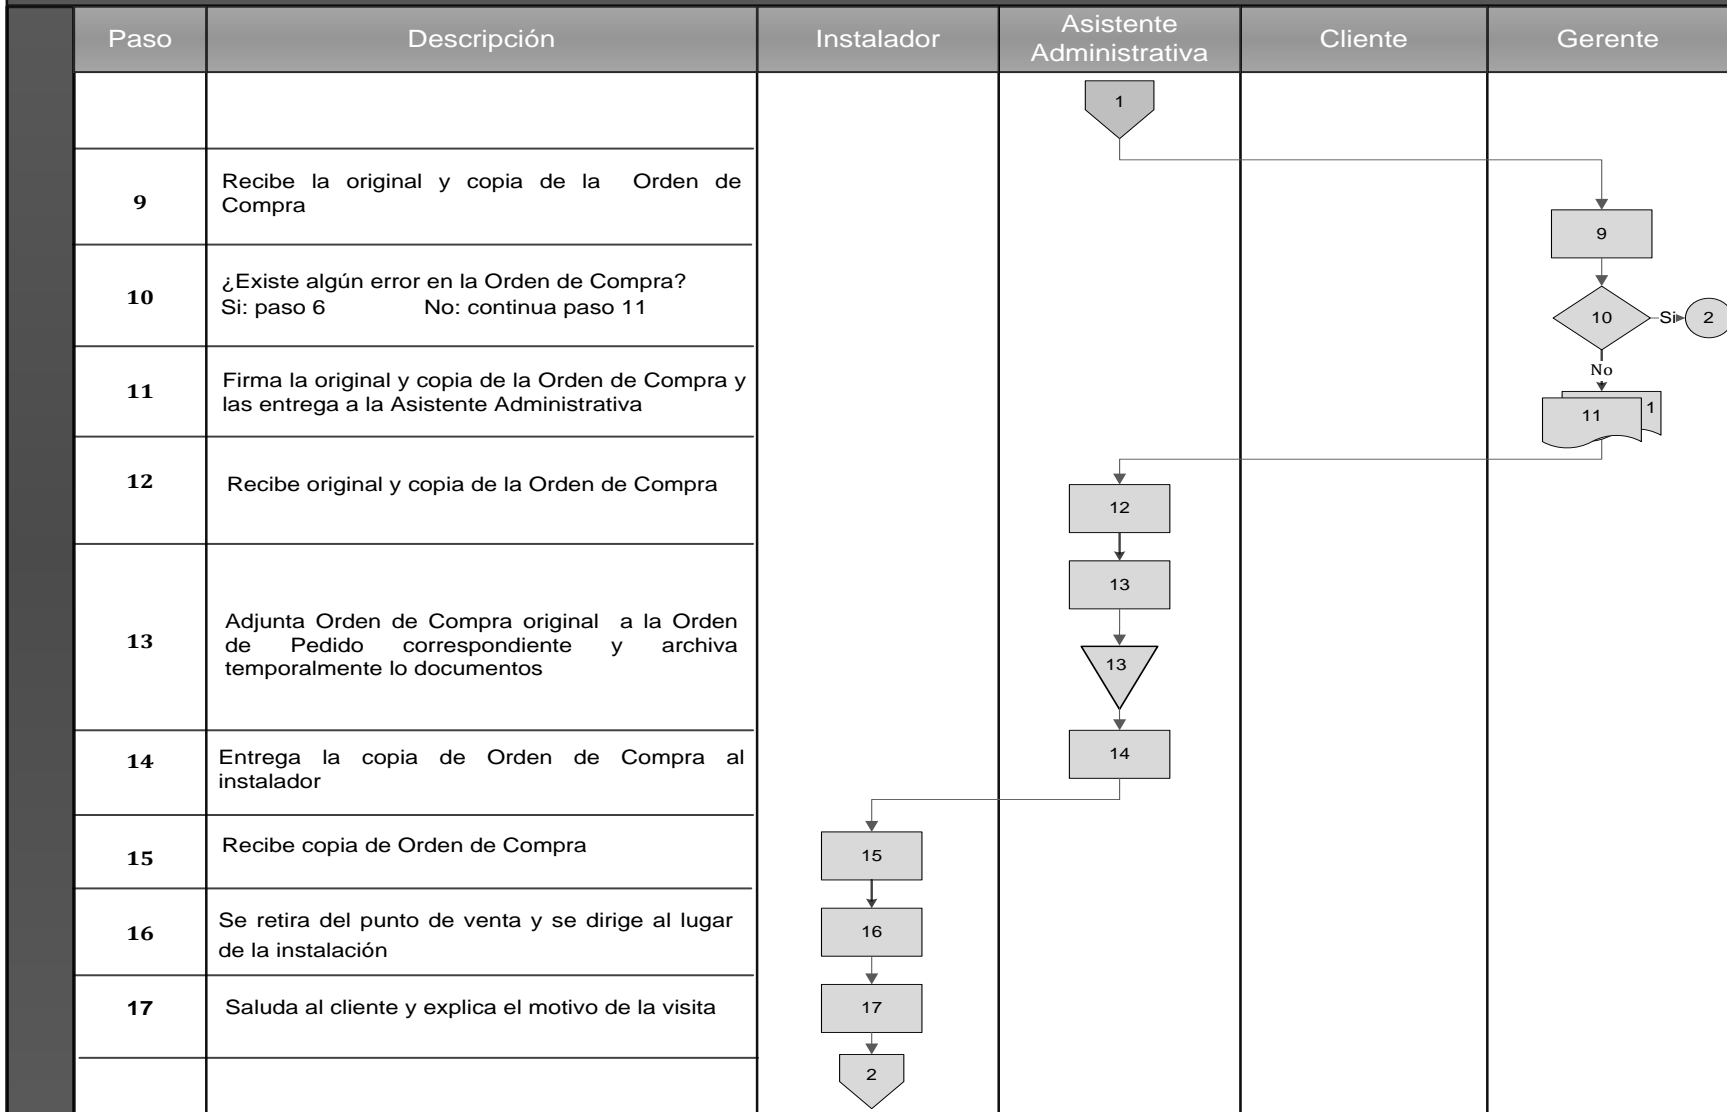 Paso Descripción Instalador Asistente Administrativa Cliente Gerente
1
9 Recibe la original y copia de la Orden de
Compra
9
10 ¿Existe algún error en la Orden de Compra?
Si: paso 6 No: continua paso 11
10 Si 2
No
11 Firma la original y copia de la Orden de Compra y
las entrega a la Asistente Administrativa
11 1
12 Recibe original y copia de la Orden de Compra
12
13
13 Adjunta Orden de Compra original a la Orden
de Pedido correspondiente y archiva
temporalmente lo documentos
13
14 Entrega la copia de Orden de Compra al
instalador
14
15 Recibe copia de Orden de Compra
15
16 Se retira del punto de venta y se dirige al lugar
de la instalación
16
17 Saluda al cliente y explica el motivo de la visita
17
2